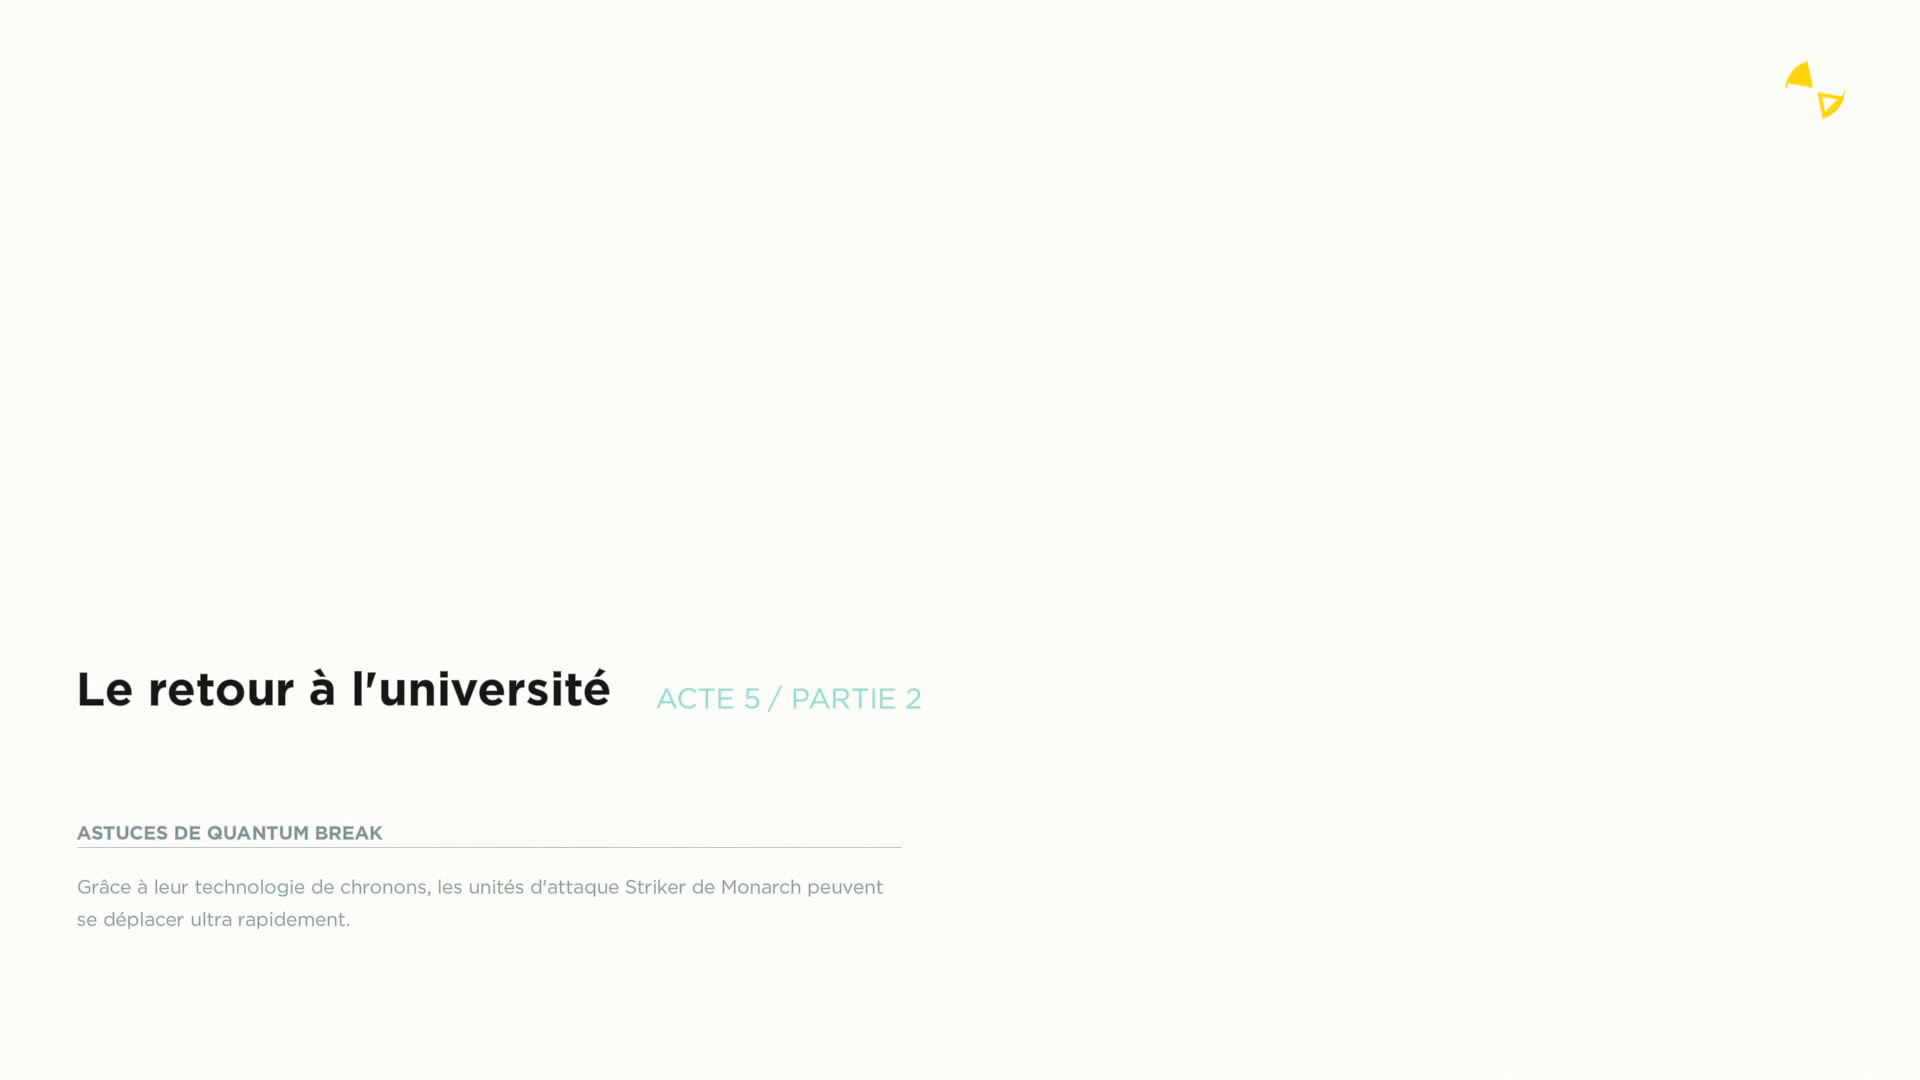 Le retour à l'université ACTE 5 / PARTIE 2
ASTUCES DE QUANTUM BREAK
Grâce à leur technologie de chronons, les unités d'attaque Striker de Monarch peuvent
se déplacer ultra rapidement.